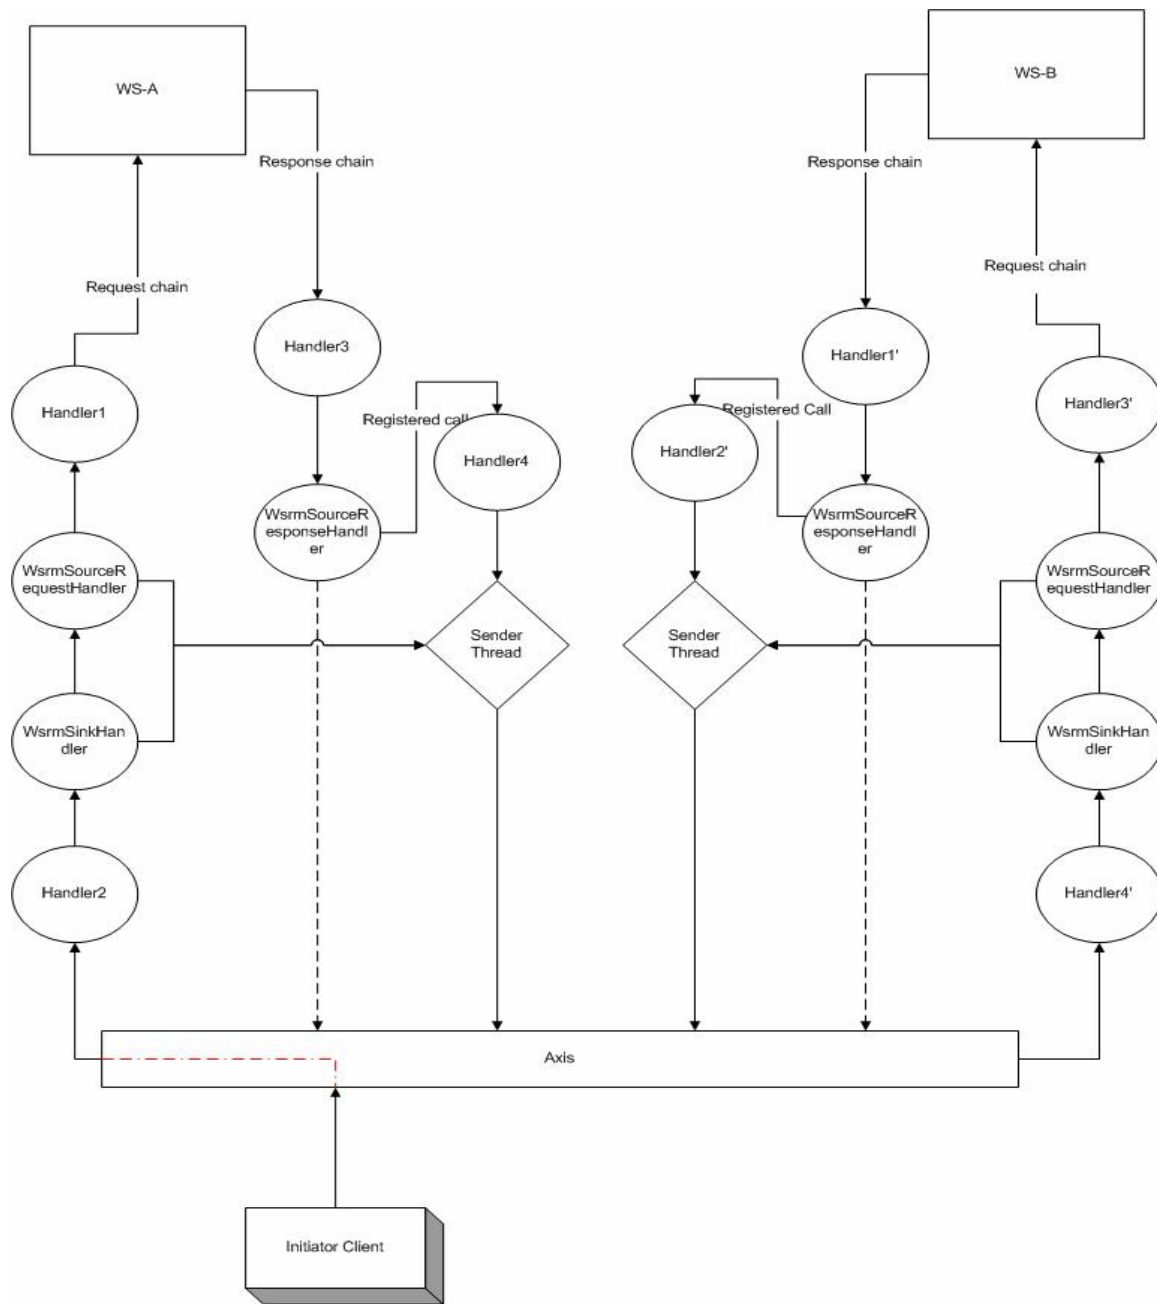 WS-A
WS-B
Response chain
Response chain
Request chain
Request chain
Handler3
Handler1'
Handler1
Handler3'
Registered call
Registered Call
Handler4
Handler2'
WsrmSourceR
esponseHandl
er
WsrmSourceR
esponseHandl
er
WsrmSourceR
equestHandler
WsrmSourceR
equestHandler
Sender
Thread
Sender
Thread
WsrmSinkHan
dler
WsrmSinkHan
dler
Handler2
Handler4'
Axis
Initiator Client